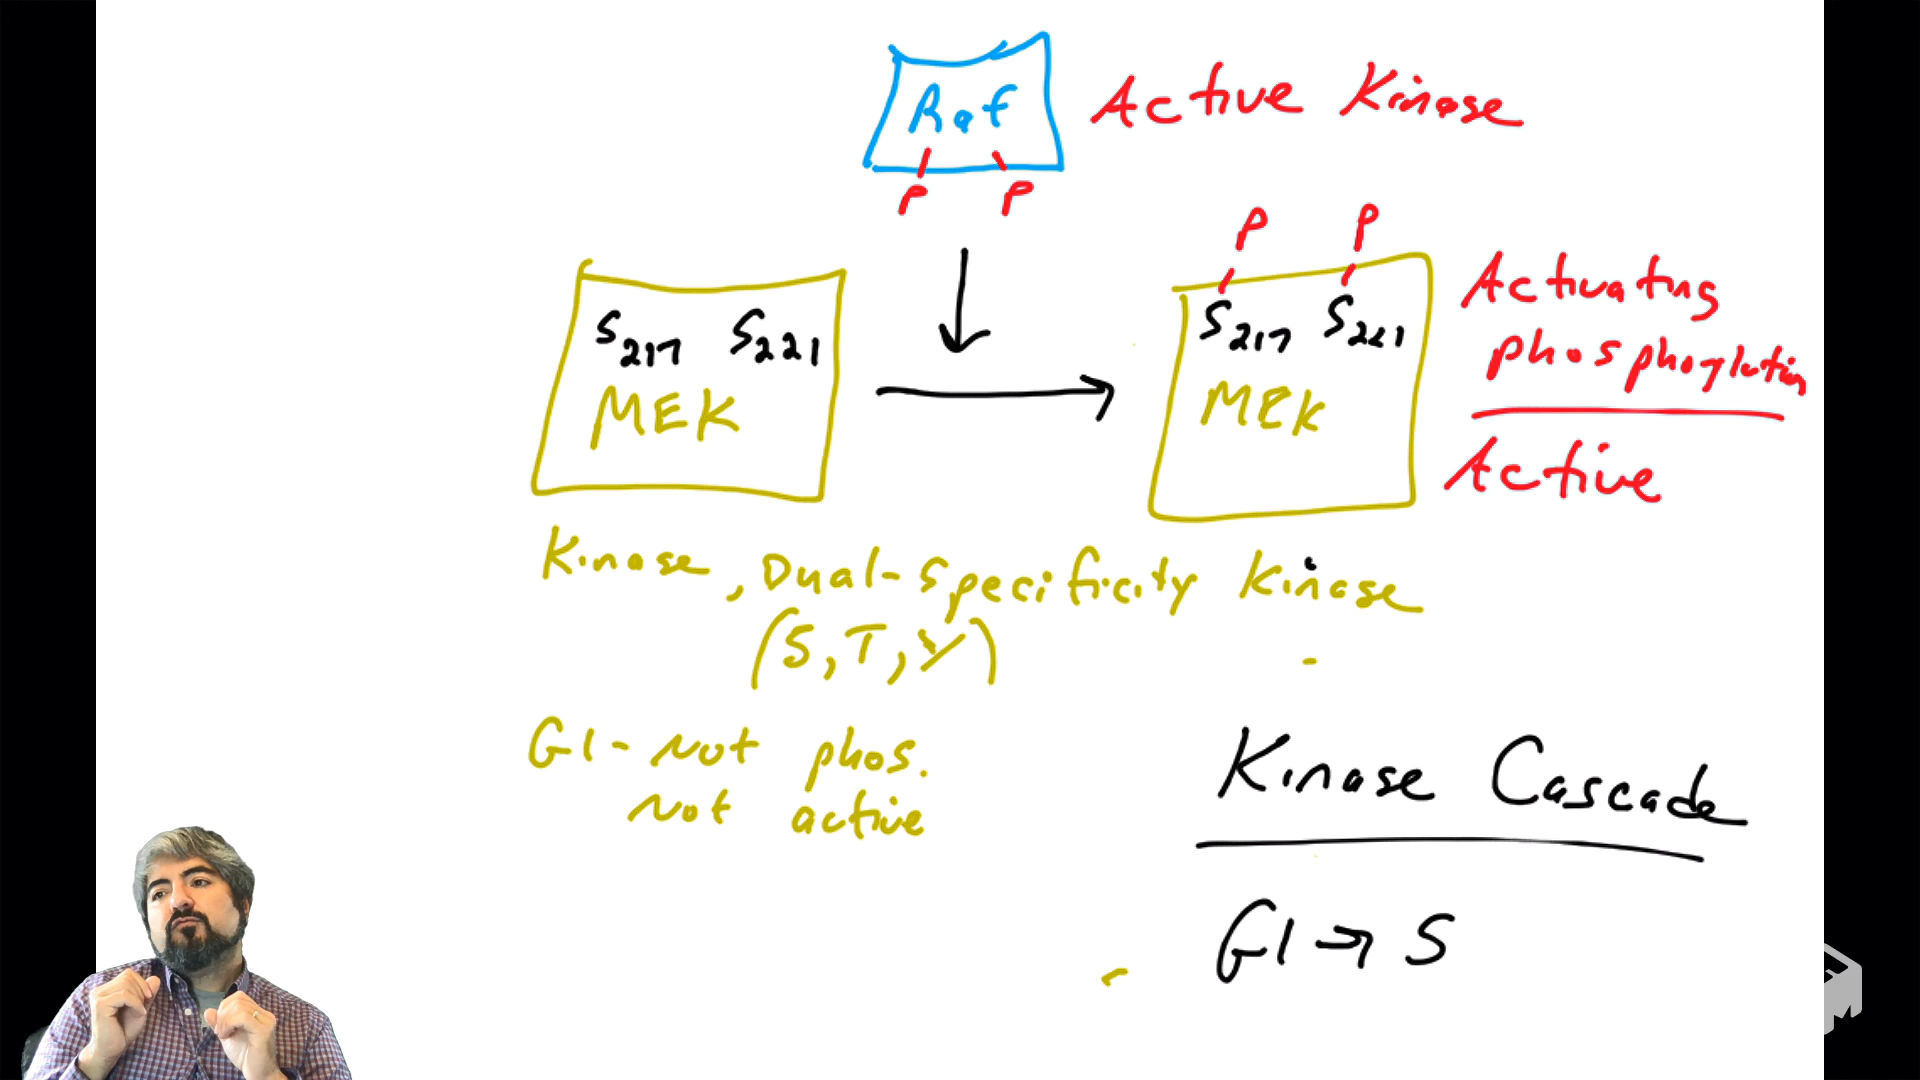 Raf
Active Kinase
P P
P P
S217 S221
MEK
S217 S221
MEK
Activating
phosphorylation
Active
Kinase, Dual-specificity Kinase
(S, T, Y)
G1 - Not phos.
Not active
Kinase Cascade
G1 → S